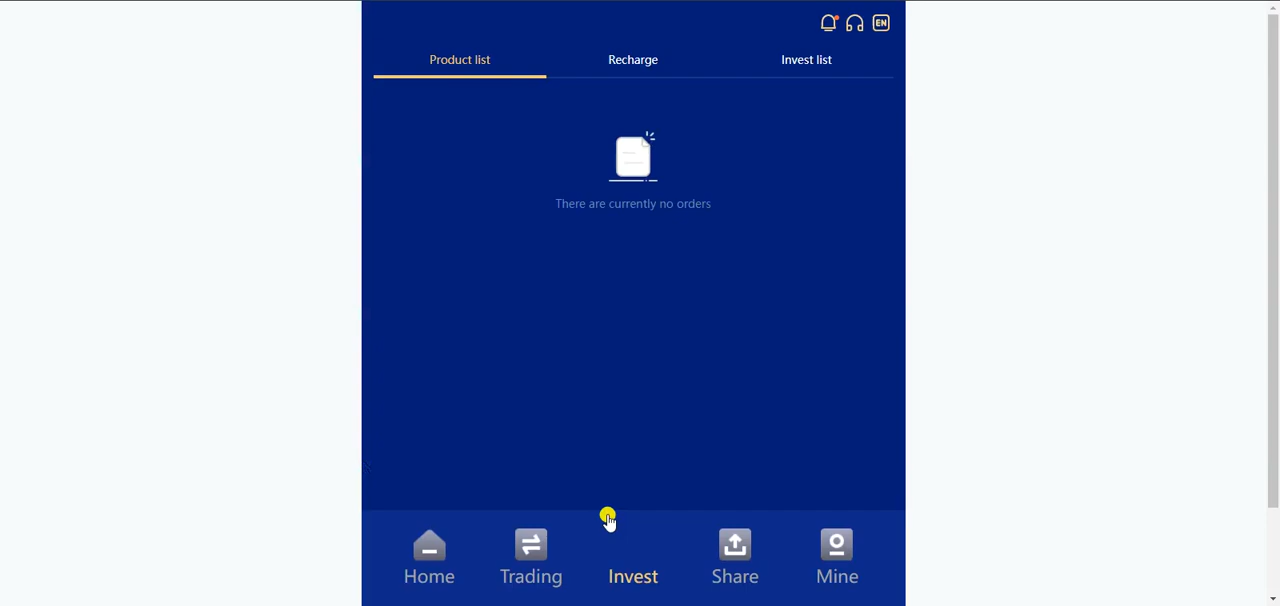 EN
Product list
Recharge
Invest list
There are currently no orders
Home
Trading
Invest
Share
Mine